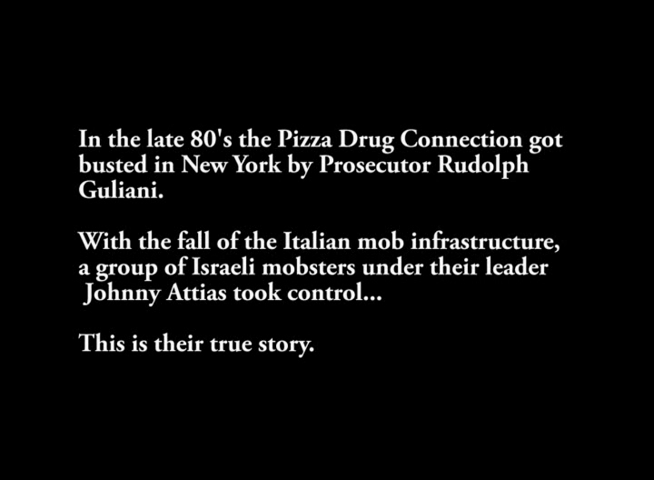 In the late 80's the Pizza Drug Connection got
busted in New York by Prosecutor Rudolph
Guliani.
With the fall of the Italian mob infrastructure,
a group of Israeli mobsters under their leader
Johnny Attias took control...
This is their true story.